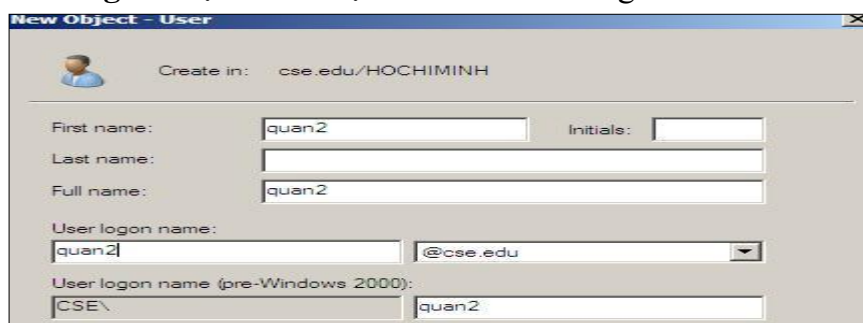 New Object - User
Create in: cse.edu/HOCHIMINH
First name: quan2 Initials:
Last name:
Full name: quan2
User logon name:
quan2 @cse.edu
User logon name (pre-Windows 2000):
CSE\ quan2